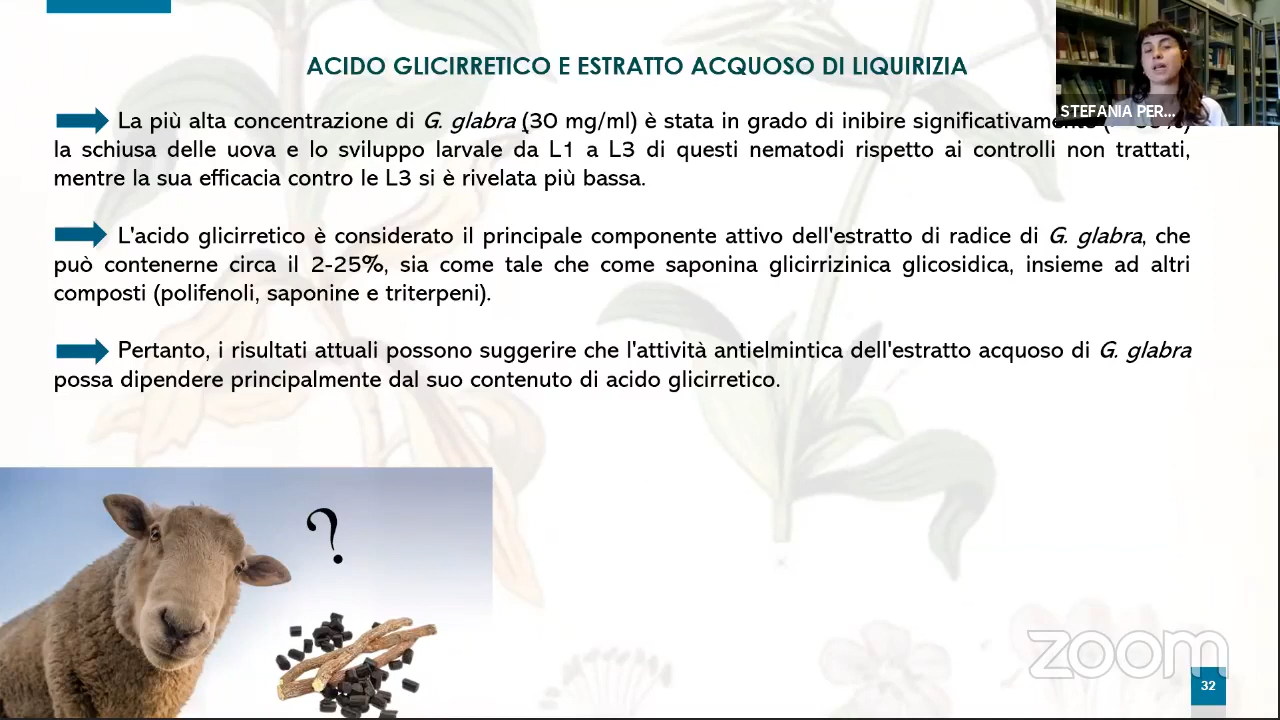 ACIDO GLICIRRETICO E ESTRATTO ACQUOSO DI LIQUIRIZIA
STEFANIA PER...
La più alta concentrazione di G. glabra (30 mg/ml) è stata in grado di inibire
la schiusa delle uova e lo sviluppo larvale da L1 a L3 di questi nematodi rispetto ai controlli non trattati,
mentre la sua efficacia contro le L3 si è rivelata più bassa.
L'acido glicirretico è considerato il principale componente attivo dell'estratto di radice di G. glabra, che
può contenerne circa il 2-25%, sia come tale che come saponina glicirrizinica glicosidica, insieme ad altri
composti (polifenoli, saponine e triterpeni).
Pertanto, i risultati attuali possono suggerire che l'attività antielmintica dell'estratto acquoso di G. glabra
possa dipendere principalmente dal suo contenuto di acido glicirretico.
?
zoom
32